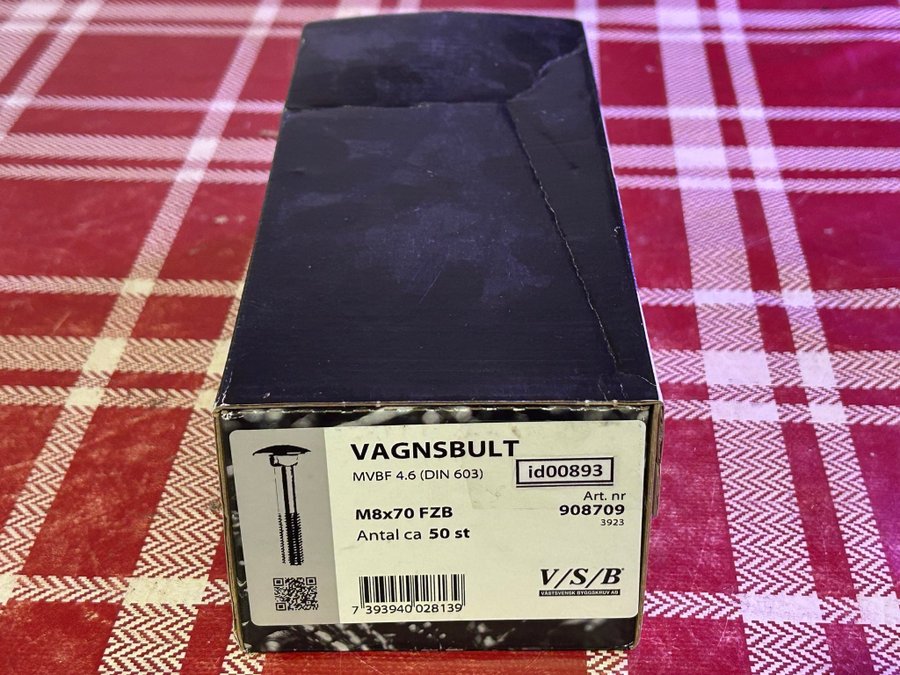 VAGNSBULT
MVBF 4.6 (DIN 603)
id00893
Art. nr
M8x70 FZB
908709
3923
Antal ca 50 st
V/S/B
VÄSTSVENSK BYGGSKRUV AB
7 393940 028139